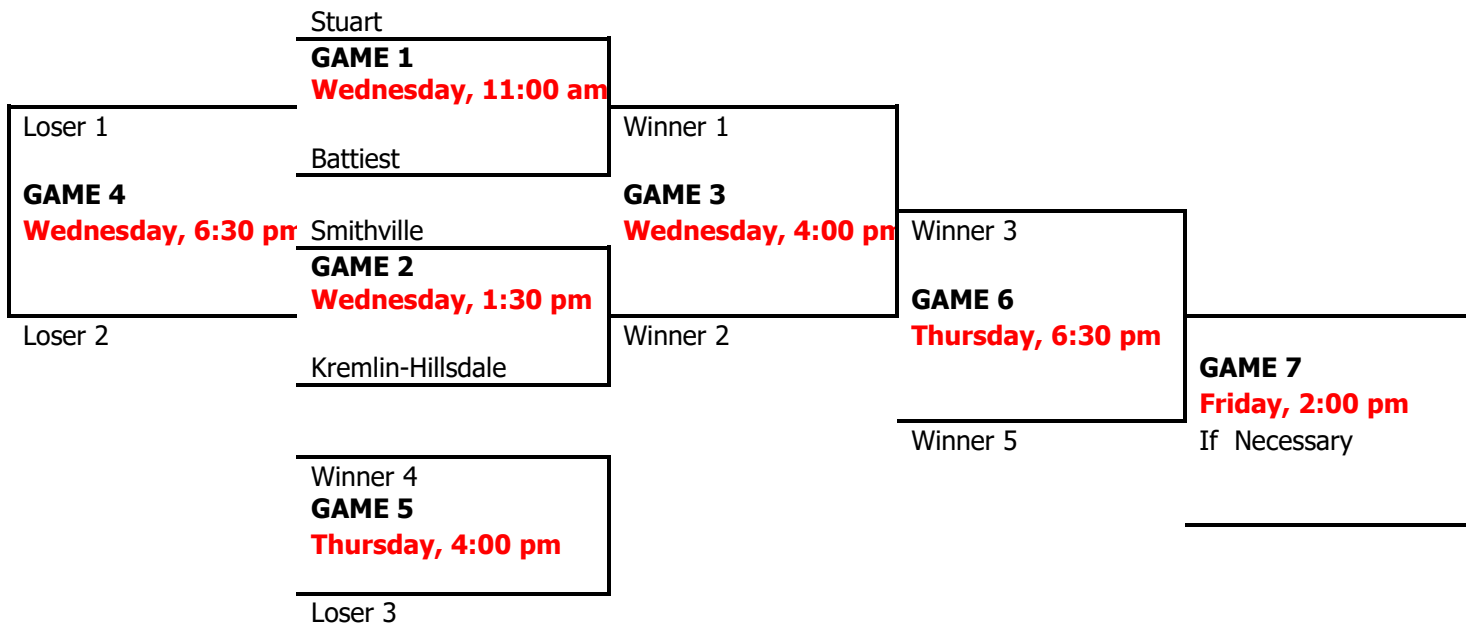 Stuart
GAME 1
Wednesday, 11:00 am
Loser 1
Winner 1
Battiest
GAME 4
GAME 3
Wednesday, 6:30 pm
Smithville
Wednesday, 4:00 pm
Winner 3
GAME 2
Wednesday, 1:30 pm
GAME 6
Loser 2
Winner 2
Thursday, 6:30 pm
Kremlin-Hillsdale
GAME 7
Friday, 2:00 pm
Winner 5
If Necessary
Winner 4
GAME 5
Thursday, 4:00 pm
Loser 3